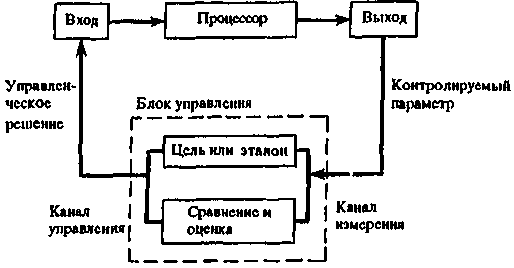 Вход
Процессор
Выход
Управлен-
ческое
решение
Контролируемый
параметр
Блок управления
Цель или эталон
Сравнение и
оценка
Канал
управления
Канал
измерения